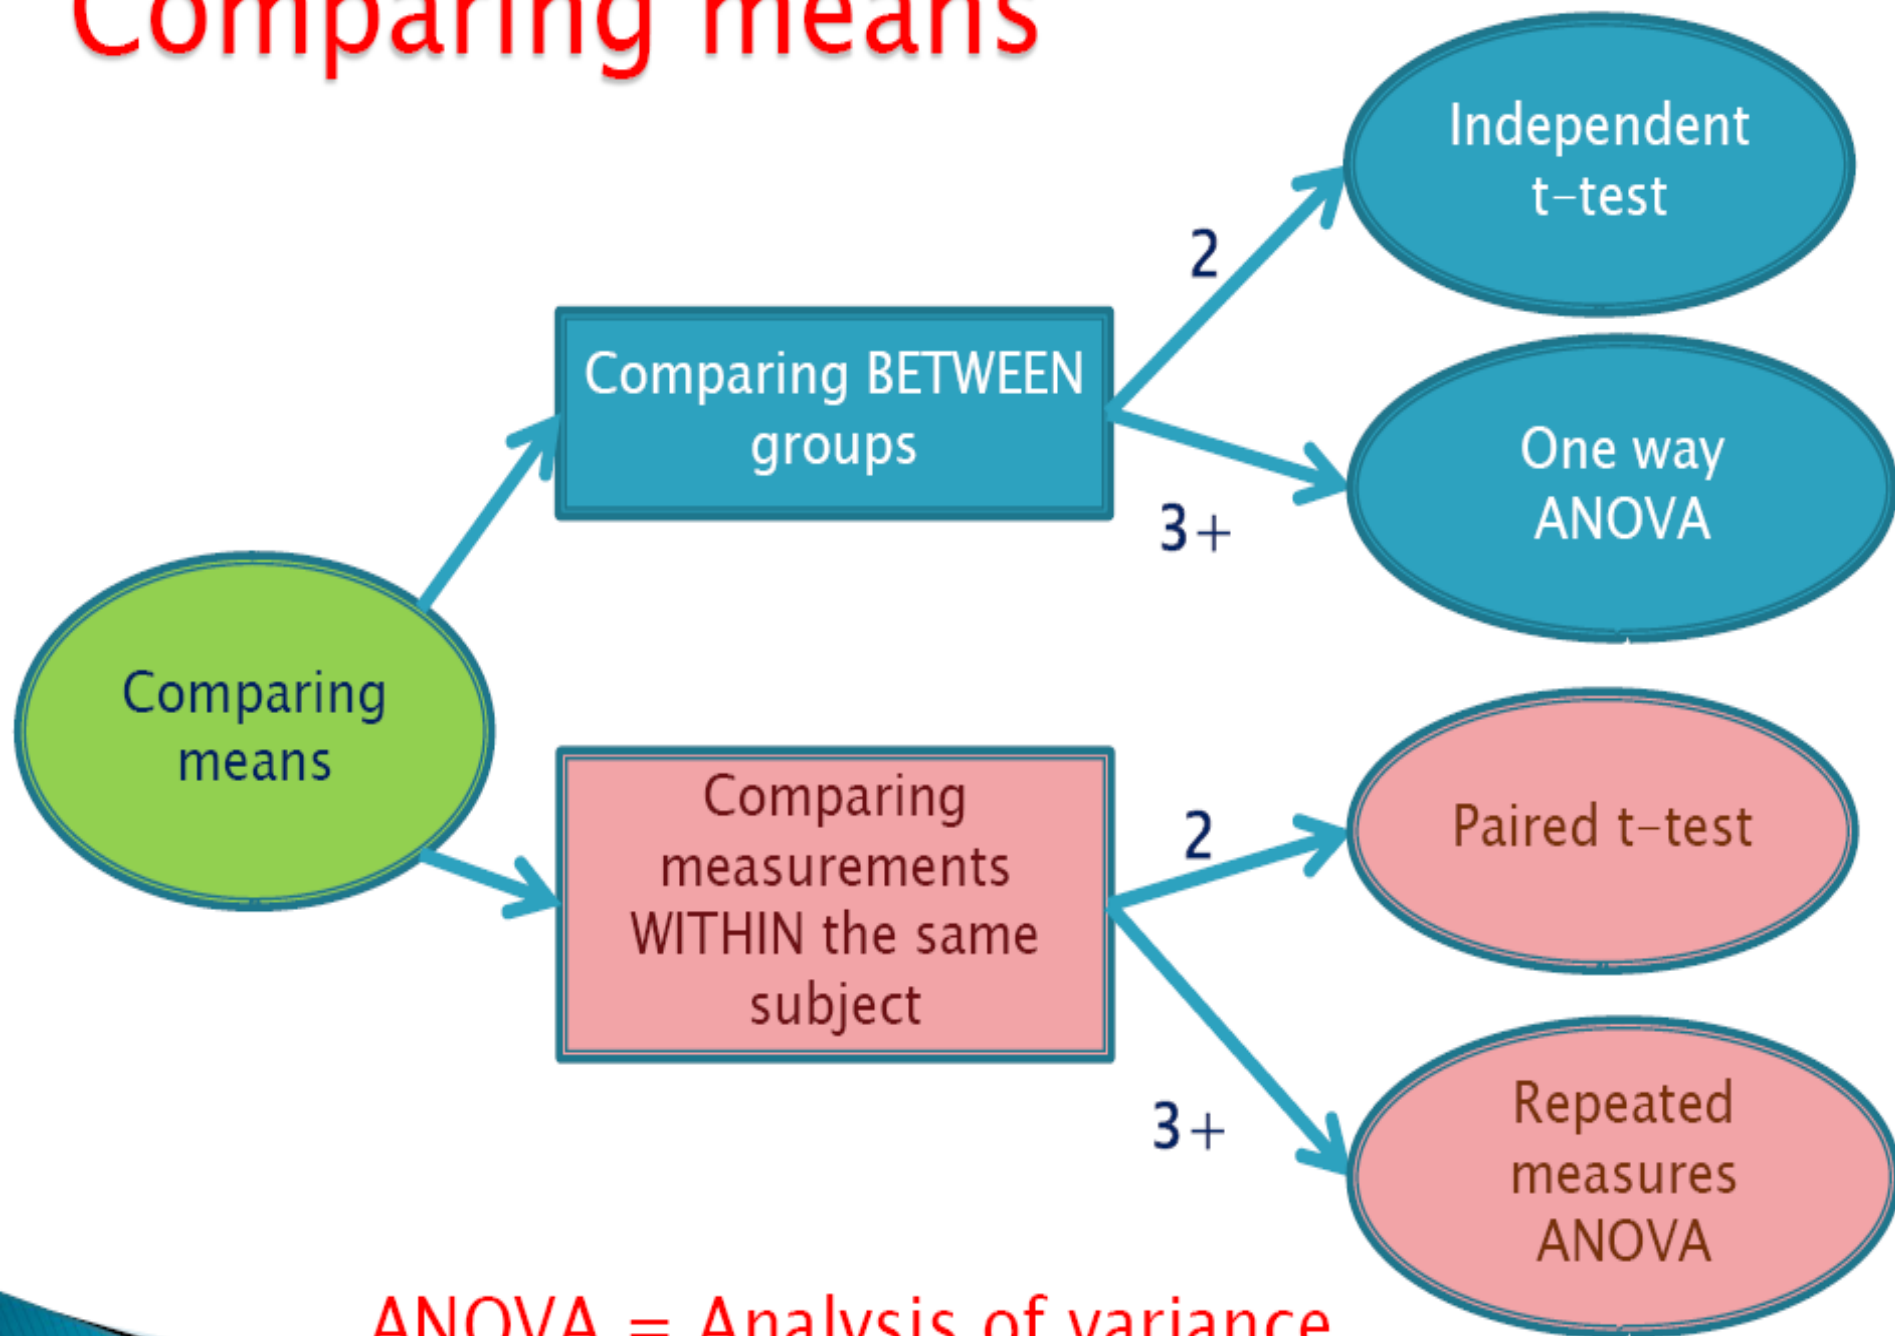 Comparing means
Independent
t-test
2
Comparing BETWEEN
groups
One way
ANOVA
3+
Comparing
means
Comparing
measurements
WITHIN the same
subject
2
Paired t-test
3+
Repeated
measures
ANOVA
ANOVA = Analysis of variance